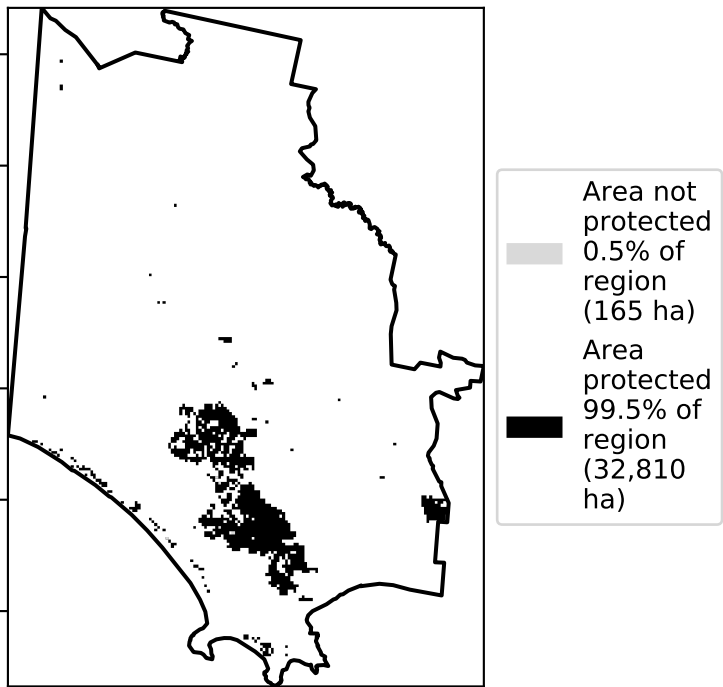 Area not
protected
0.5% of
region
(165 ha)
Area
protected
99.5% of
region
(32,810
ha)